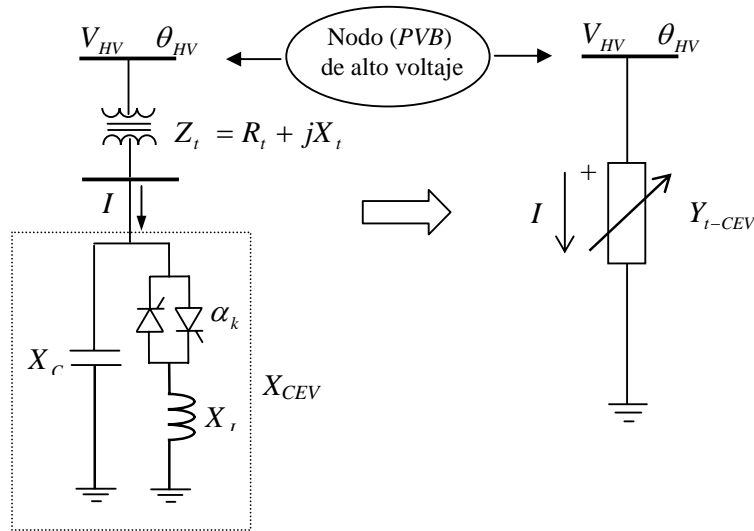 V_HV θ_HV
Nodo (PVB)
de alto voltaje
V_HV θ_HV
Z_t = R_t + jX_t
I
I
+
Y_t-CEV
α_k
X_C
X_CEV
X